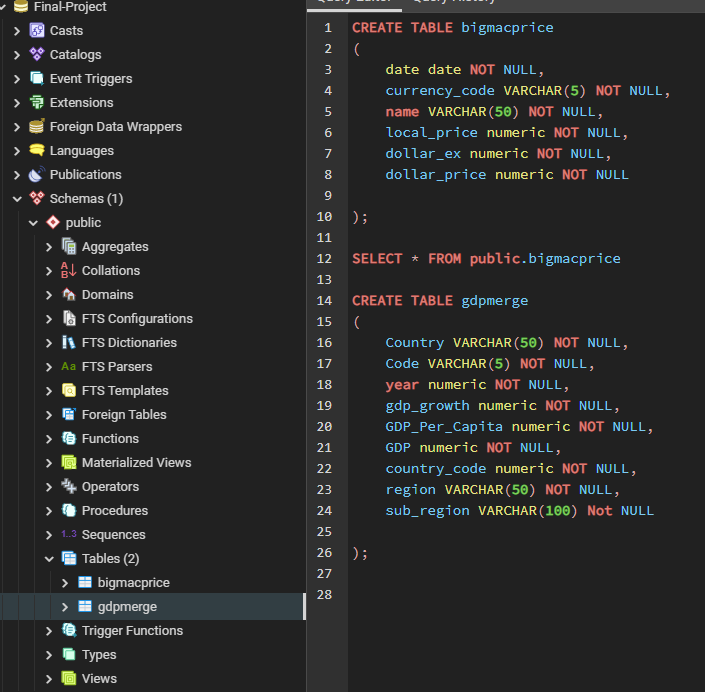 Final-Project
Casts
Catalogs
Event Triggers
Extensions
Foreign Data Wrappers
Languages
Publications
Schemas (1)
public
Aggregates
Collations
Domains
FTS Configurations
FTS Dictionaries
Aa FTS Parsers
FTS Templates
Foreign Tables
Functions
Materialized Views
Operators
Procedures
1..3 Sequences
Tables (2)
bigmacprice
gdpmerge
Trigger Functions
Types
Views
Query Editor Query History
1 CREATE TABLE bigmacprice
2 (
3 date date NOT NULL,
4 currency_code VARCHAR(5) NOT NULL,
5 name VARCHAR(50) NOT NULL,
6 local_price numeric NOT NULL,
7 dollar_ex numeric NOT NULL,
8 dollar_price numeric NOT NULL
9
10 );
11
12 SELECT * FROM public.bigmacprice
13
14 CREATE TABLE gdpmerge
15 (
16 Country VARCHAR(50) NOT NULL,
17 Code VARCHAR(5) NOT NULL,
18 year numeric NOT NULL,
19 gdp_growth numeric NOT NULL,
20 GDP_Per_Capita numeric NOT NULL,
21 GDP numeric NOT NULL,
22 country_code numeric NOT NULL,
23 region VARCHAR(50) NOT NULL,
24 sub_region VARCHAR(100) Not NULL
25
26 );
27
28